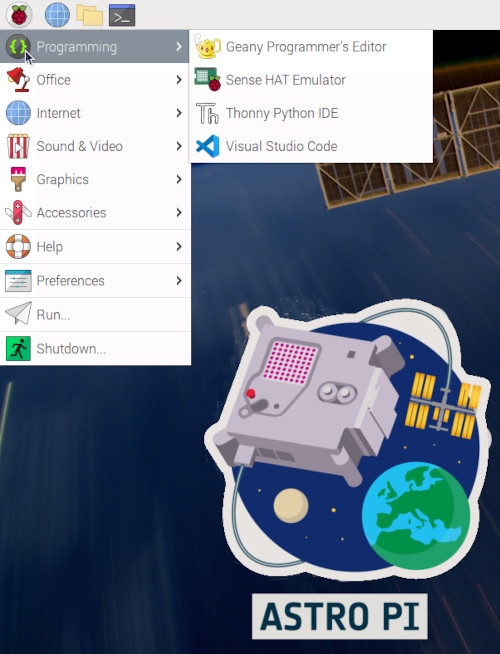 Programming
Office
Internet
Sound & Video
Graphics
Accessories
Help
Preferences
Run...
Shutdown...
Geany Programmer's Editor
Sense HAT Emulator
Thonny Python IDE
Visual Studio Code
ASTRO PI